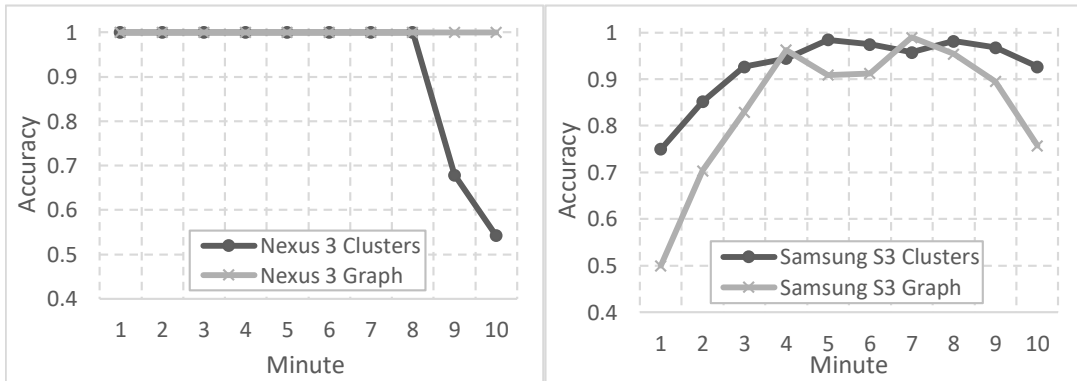 1
0.9
0.8
0.7
0.6
0.5
0.4
Accuracy
Nexus 3 Clusters
Nexus 3 Graph
1 2 3 4 5 6 7 8 9 10
Minute
1
0.9
0.8
0.7
0.6
0.5
0.4
Accuracy
Samsung S3 Clusters
Samsung S3 Graph
1 2 3 4 5 6 7 8 9 10
Minute